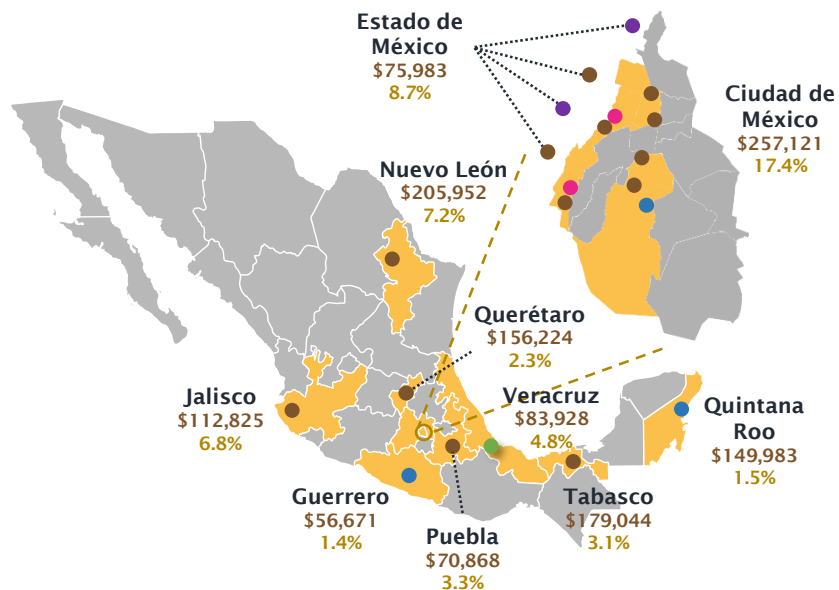 Estado de
México
$75,983
8.7%
Ciudad de
México
$257,121
17.4%
Nuevo León
$205,952
7.2%
Querétaro
$156,224
2.3%
Jalisco
$112,825
6.8%
Veracruz
$83,928
4.8%
Quintana
Roo
$149,983
1.5%
Guerrero
$56,671
1.4%
Puebla
$70,868
3.3%
Tabasco
$179,044
3.1%